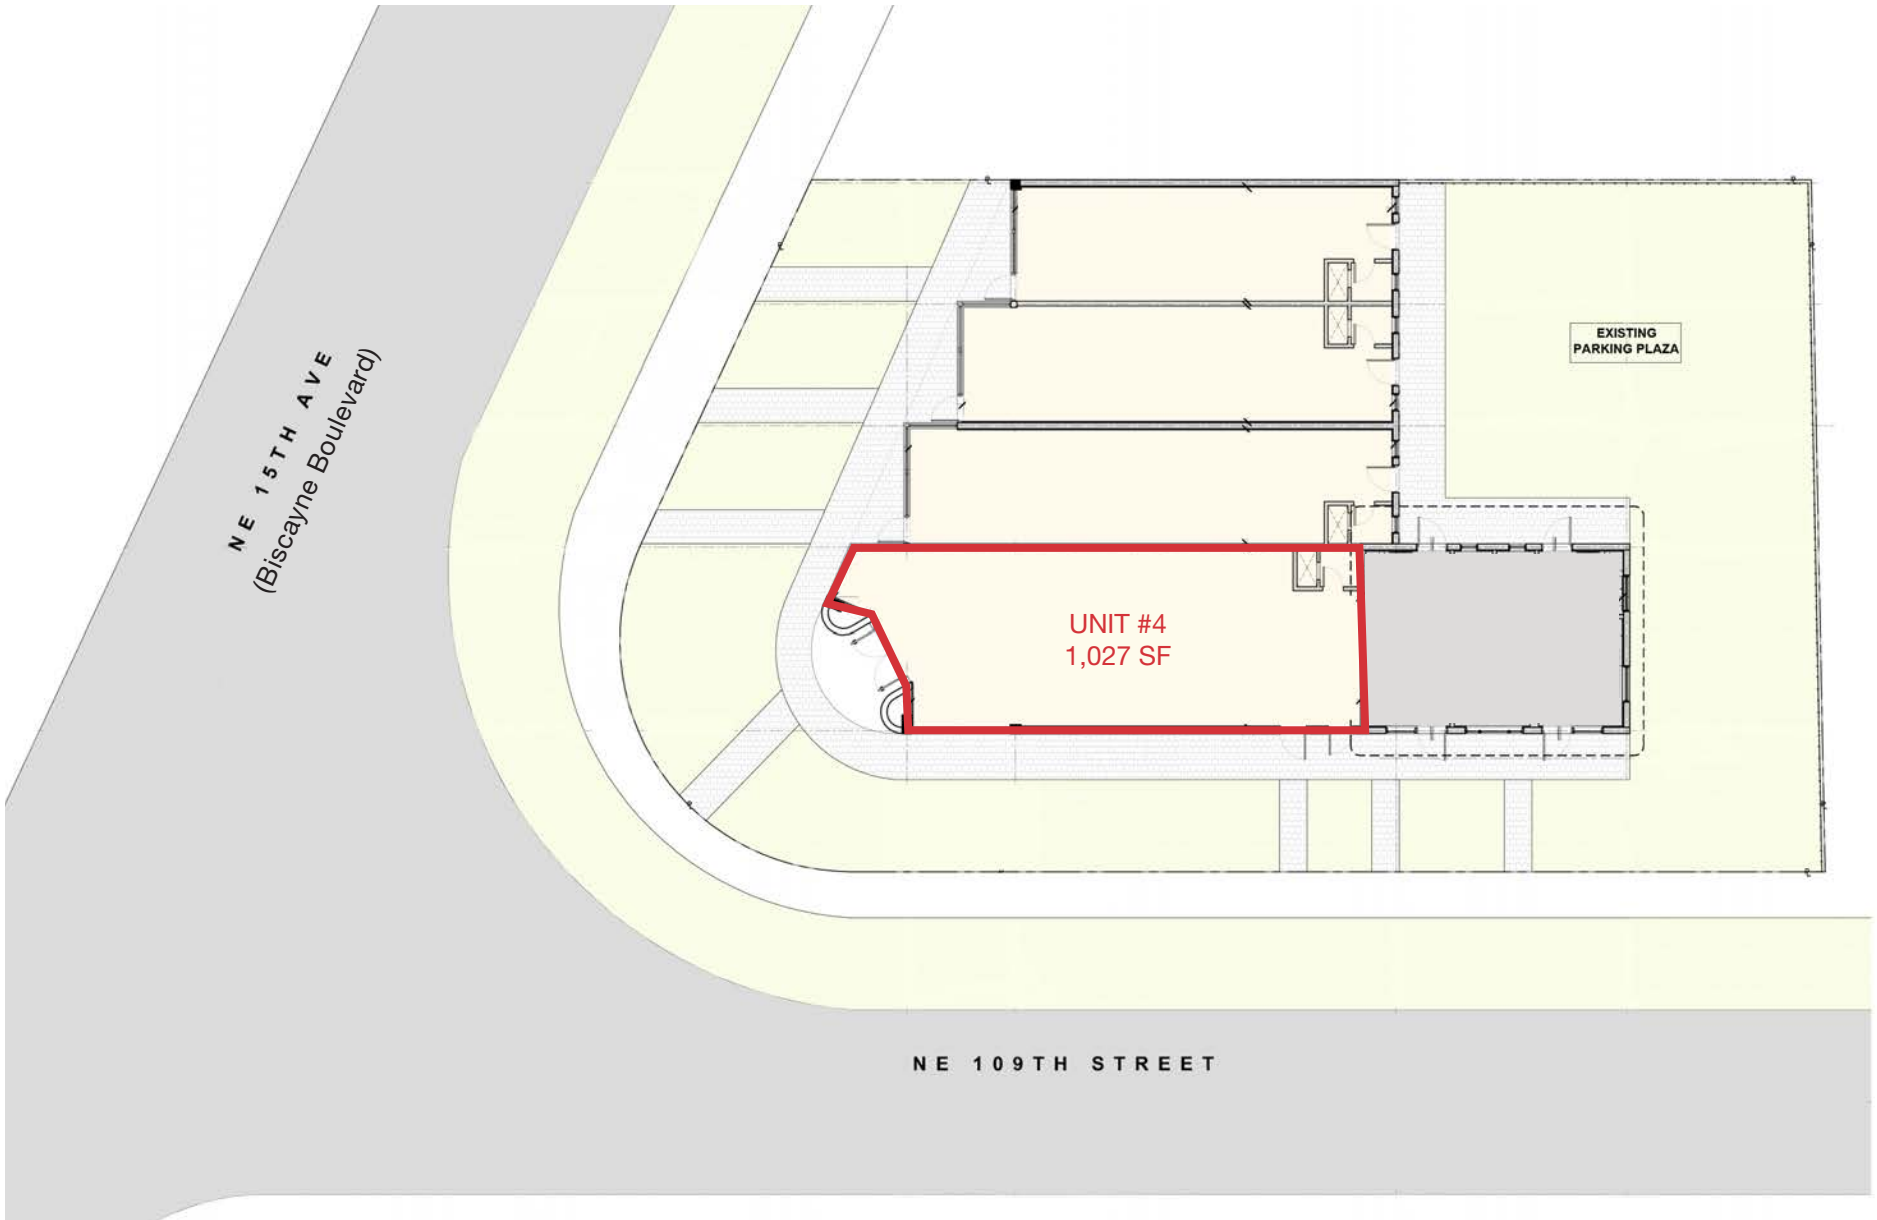 EXISTING
PARKING PLAZA
NE 15TH AVE
(Biscayne Boulevard)
UNIT #4
1,027 SF
NE 109TH STREET